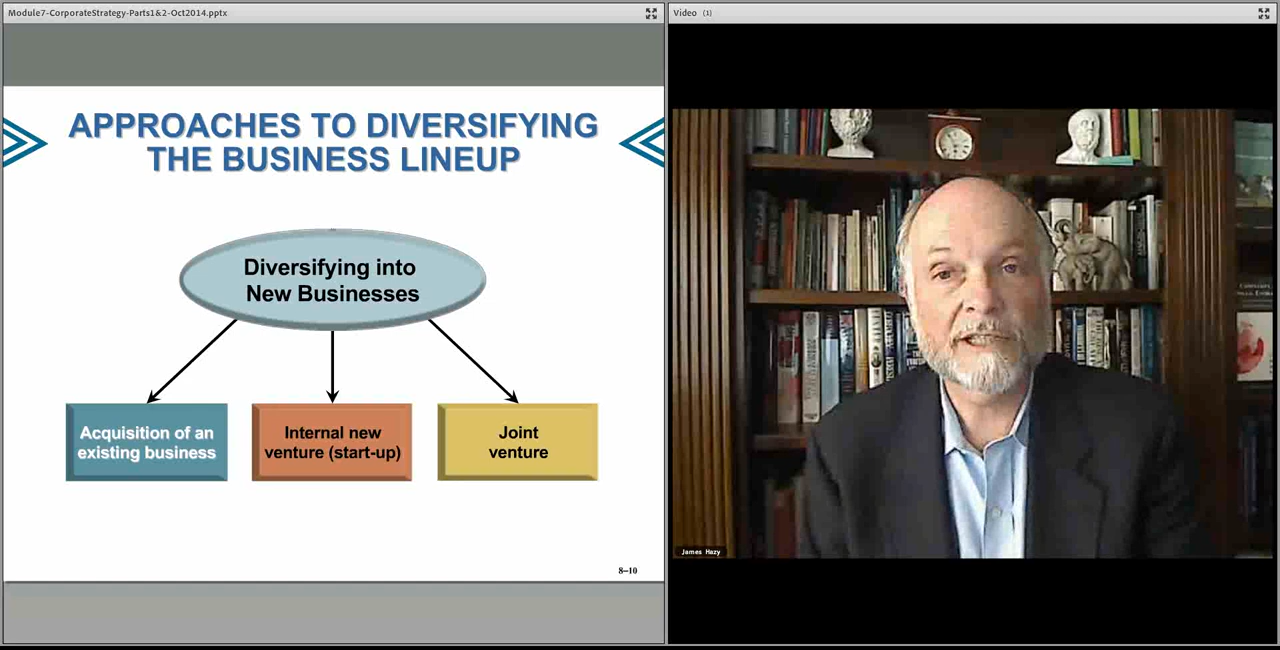 Module7-CorporateStrategy-Parts1&2-Oct2014.pptx
Video (1)
APPROACHES TO DIVERSIFYING
THE BUSINESS LINEUP
Diversifying into
New Businesses
Acquisition of an
existing business
Internal new
venture (start-up)
Joint
venture
8–10
James Hazy